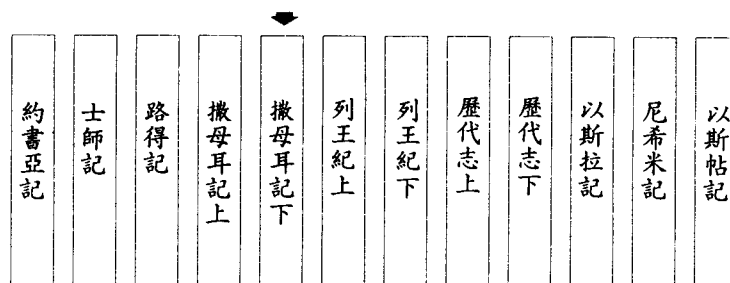 約書亞記
士師記
路得記
撒母耳記上
撒母耳記下
列王紀上
列王紀下
歷代志上
歷代志下
以斯拉記
尼希米記
以斯帖記